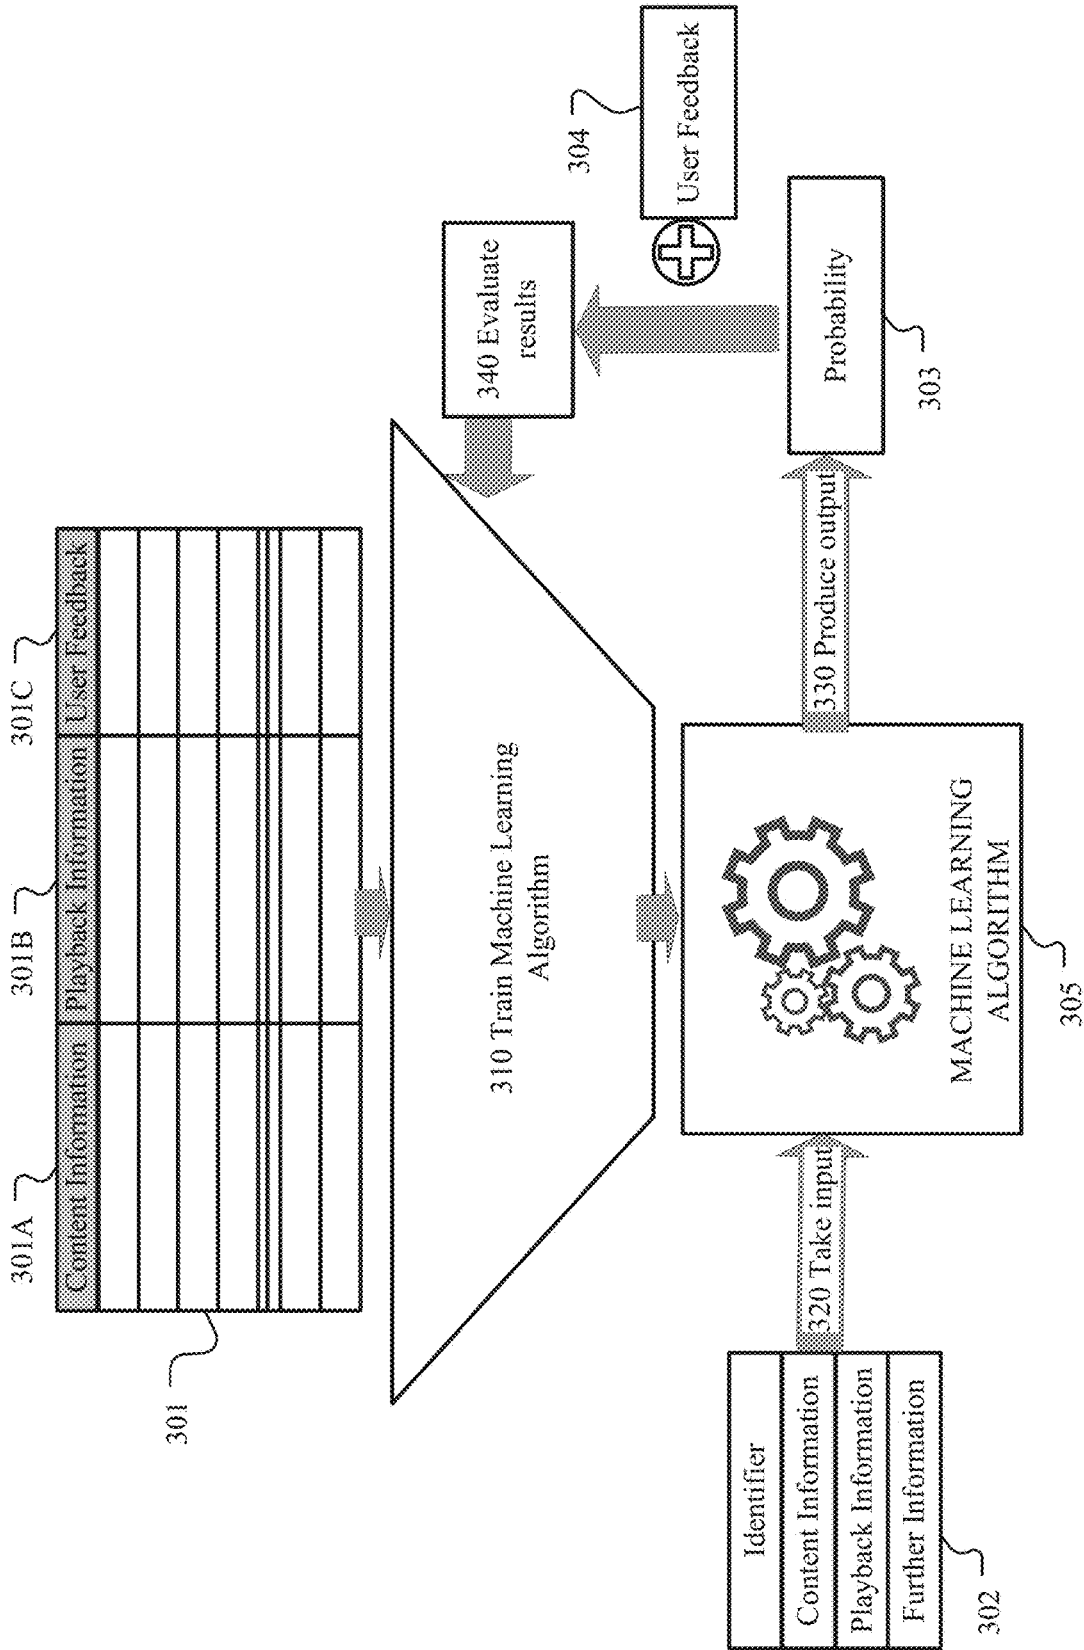 301A
301B
301C
Content Information
Playback Information
User Feedback
301
310 Train Machine Learning
Algorithm
340 Evaluate
results
304
User Feedback
Identifier
Content Information
Playback Information
Further Information
302
320 Take input
MACHINE LEARNING
ALGORITHM
305
330 Produce output
Probability
303